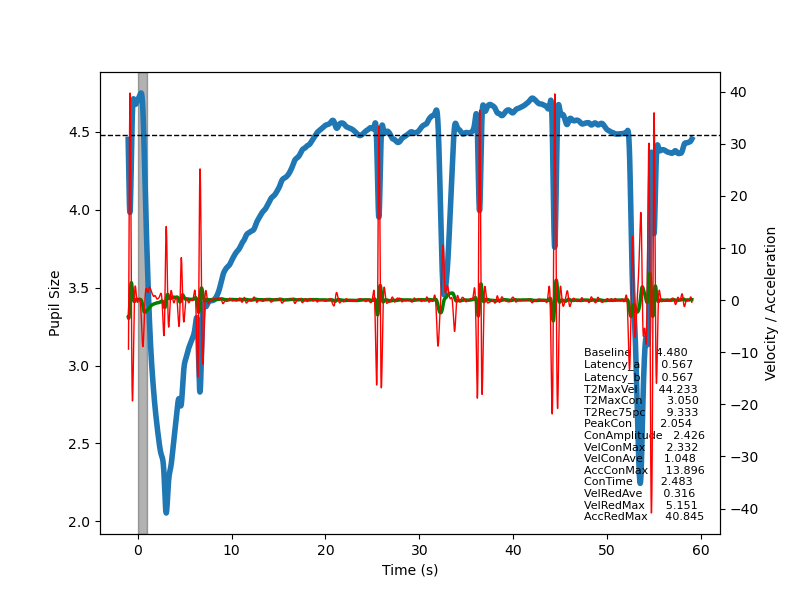 4.5
4.0
3.5
3.0
2.5
2.0
Pupil Size
40
30
20
10
0
−10
−20
−30
−40
Velocity / Acceleration
Baseline 4.480
Latency_a 0.567
Latency_b 0.567
T2MaxVel 44.233
T2MaxCon 3.050
T2Rec75pc 9.333
PeakCon 2.054
ConAmplitude 2.426
VelConMax 2.332
VelConAve 1.048
AccConMax 13.896
ConTime 2.483
VelRedAve 0.316
VelRedMax 5.151
AccRedMax 40.845
0 10 20 30 40 50 60
Time (s)